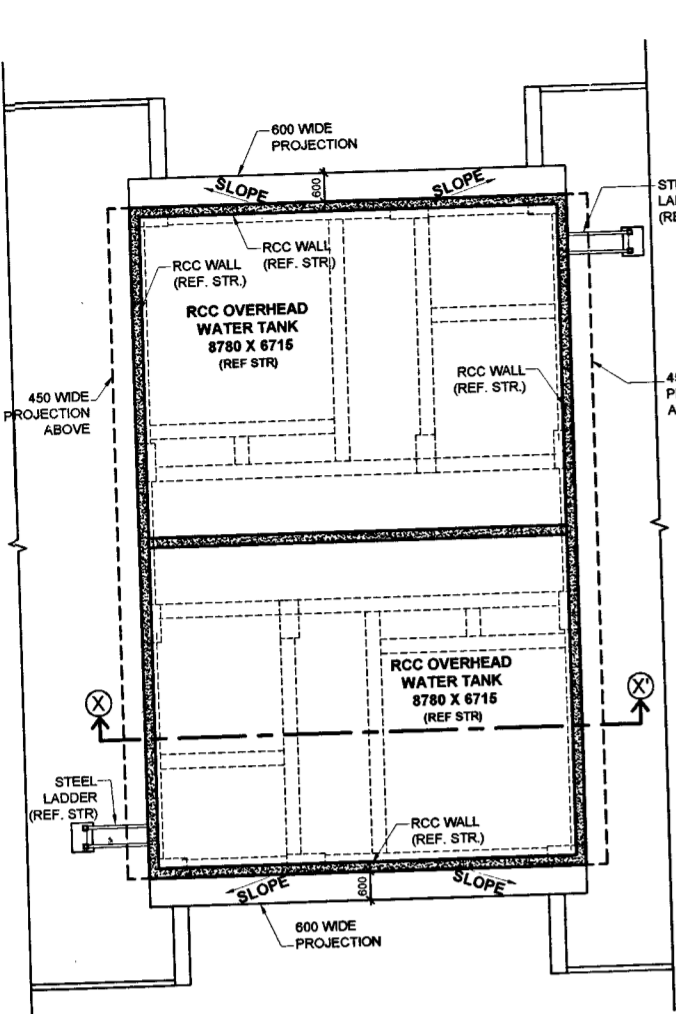 600 WIDE
PROJECTION
600
SLOPE
SLOPE
RCC WALL
(REF. STR.)
RCC WALL
(REF. STR.)
RCC OVERHEAD
WATER TANK
8780 X 6715
(REF STR)
RCC WALL
(REF. STR.)
450 WIDE
PROJECTION
ABOVE
RCC OVERHEAD
WATER TANK
8780 X 6715
(REF STR)
X
X'
STEEL
LADDER
(REF. STR)
RCC WALL
(REF. STR.)
600
SLOPE
SLOPE
600 WIDE
PROJECTION